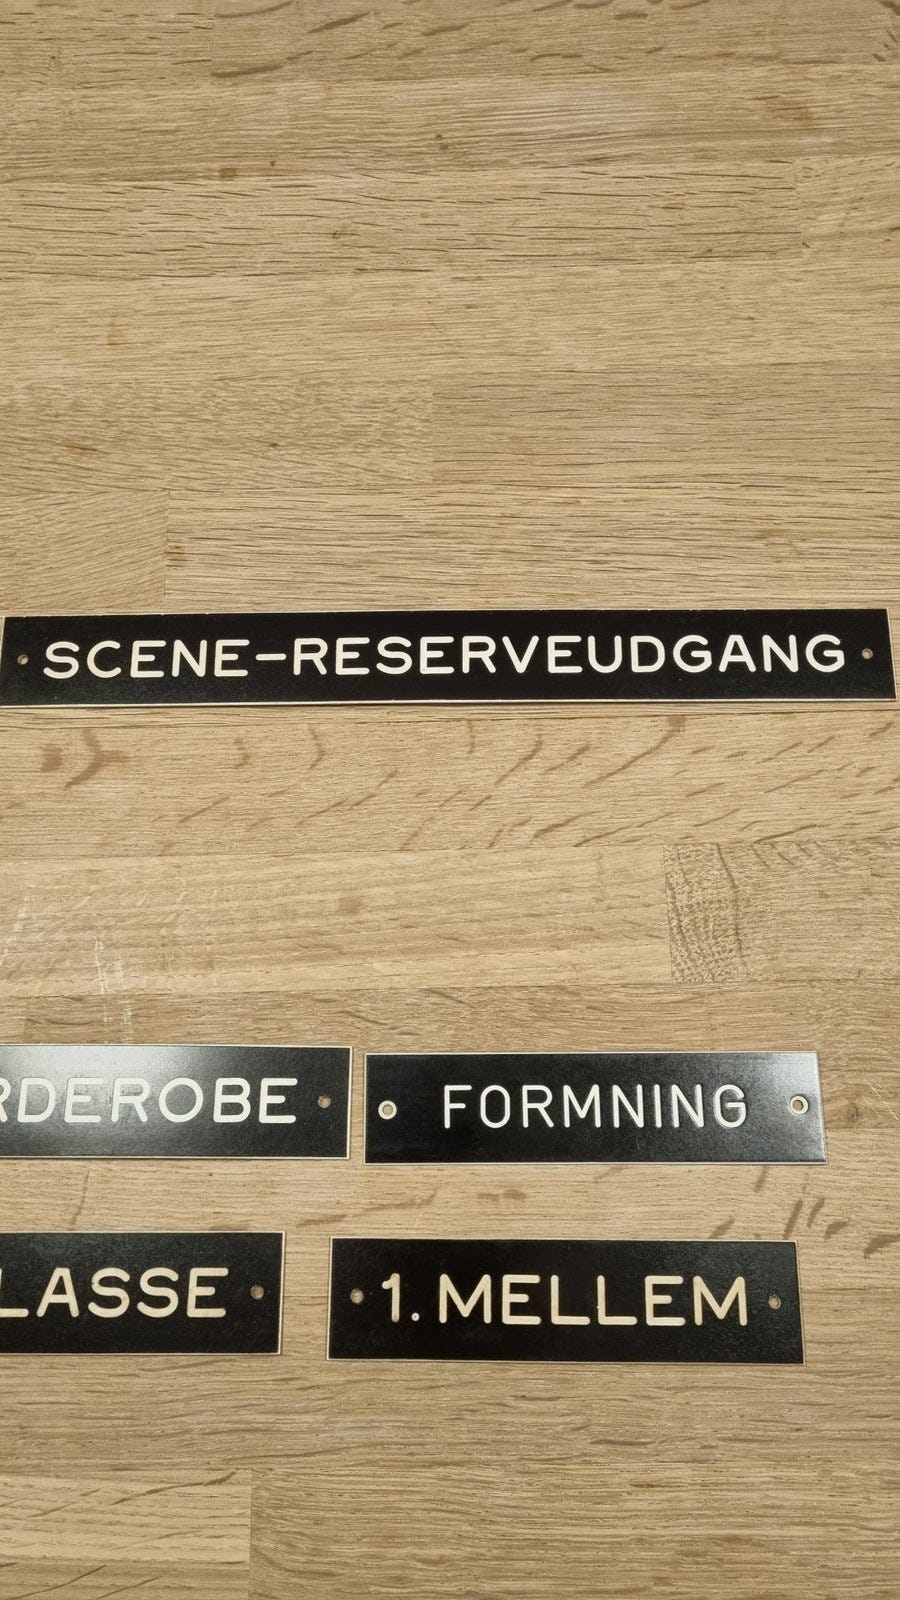 SCENE-RESERVEUDGANG
RDEROBE
FORMNING
LASSE
1. MELLEM